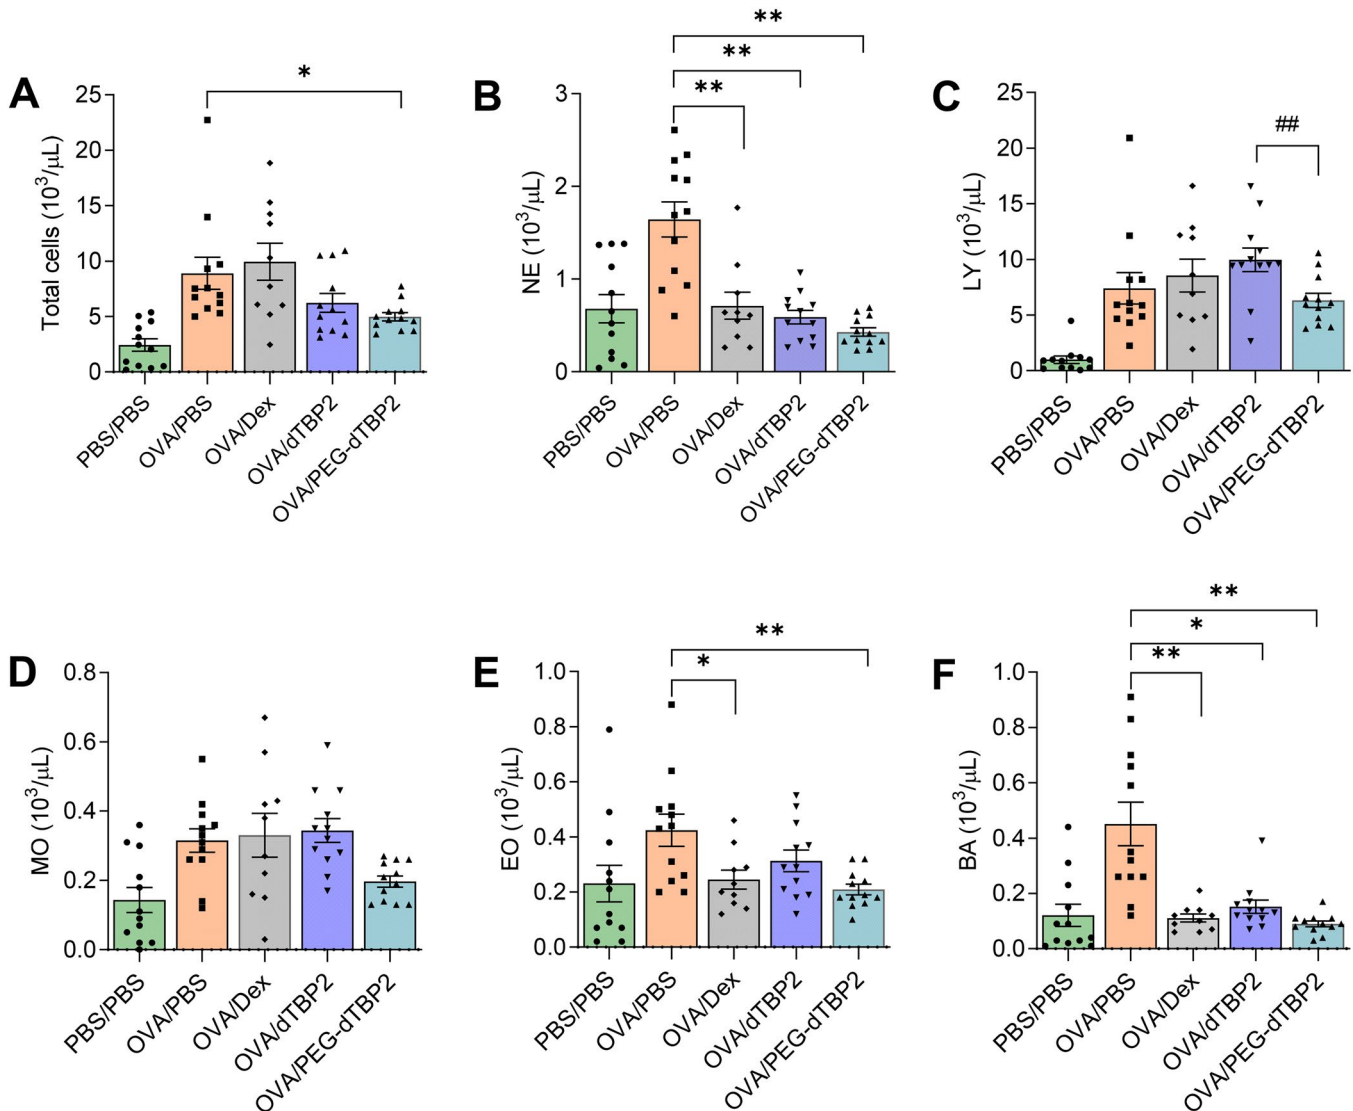 A
Total cells (10³/µL)
25
20
15
10
5
0
*
PBS/PBS
OVA/PBS
OVA/Dex
OVA/dTBP2
OVA/PEG-dTBP2
B
NE (10³/µL)
3
2
1
0
**
**
**
PBS/PBS
OVA/PBS
OVA/Dex
OVA/dTBP2
OVA/PEG-dTBP2
C
LY (10³/µL)
25
20
15
10
5
0
##
PBS/PBS
OVA/PBS
OVA/Dex
OVA/dTBP2
OVA/PEG-dTBP2
D
MO (10³/µL)
0.8
0.6
0.4
0.2
0.0
PBS/PBS
OVA/PBS
OVA/Dex
OVA/dTBP2
OVA/PEG-dTBP2
E
EO (10³/µL)
1.0
0.8
0.6
0.4
0.2
0.0
**
*
PBS/PBS
OVA/PBS
OVA/Dex
OVA/dTBP2
OVA/PEG-dTBP2
F
BA (10³/µL)
1.0
0.8
0.6
0.4
0.2
0.0
**
*
**
PBS/PBS
OVA/PBS
OVA/Dex
OVA/dTBP2
OVA/PEG-dTBP2